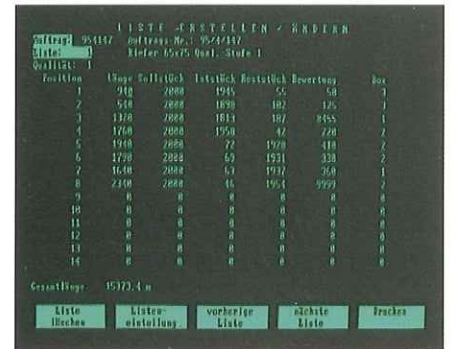 LISTE ERSTELLEN / ÄNDERN
Auftrag: 954147 Auftrags-Nr.: 95/4/147
Liste: 1 Kiefer 65x75 Qual. Stufe 1
Qualität: 1
Position Länge Sollstück Iststück Reststück Bewertung Box
1 910 2000 1945 55 50 3
2 540 2000 1898 102 125 3
3 1320 2000 1813 187 8455 1
4 1760 2000 1958 42 220 2
5 1940 2000 72 1928 410 2
6 1790 2000 69 1931 330 2
7 1640 2000 63 1937 360 1
8 2340 2000 46 1954 9999 2
9 0 0 0 0 0 0
10 0 0 0 0 0 0
11 0 0 0 0 0 0
12 0 0 0 0 0 0
13 0 0 0 0 0 0
14 0 0 0 0 0 0
Gesamtlänge 15373.4 m
Liste Listen- vorherige nächste Drucken
löschen einstellung Liste Liste